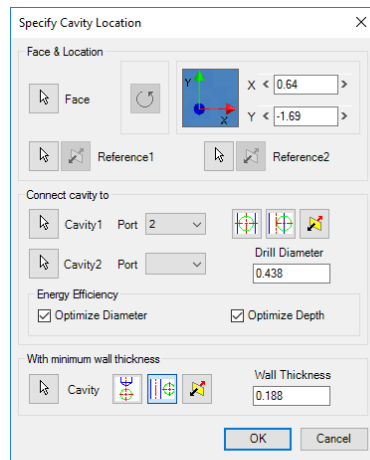 Specify Cavity Location
Face & Location
Face
Y
X
X < 0.64 >
Y < -1.69 >
Reference1 Reference2
Connect cavity to
Cavity1 Port 2
Cavity2 Port
Drill Diameter
0.438
Energy Efficiency
Optimize Diameter Optimize Depth
With minimum wall thickness
Cavity
Wall Thickness
0.188
OK Cancel